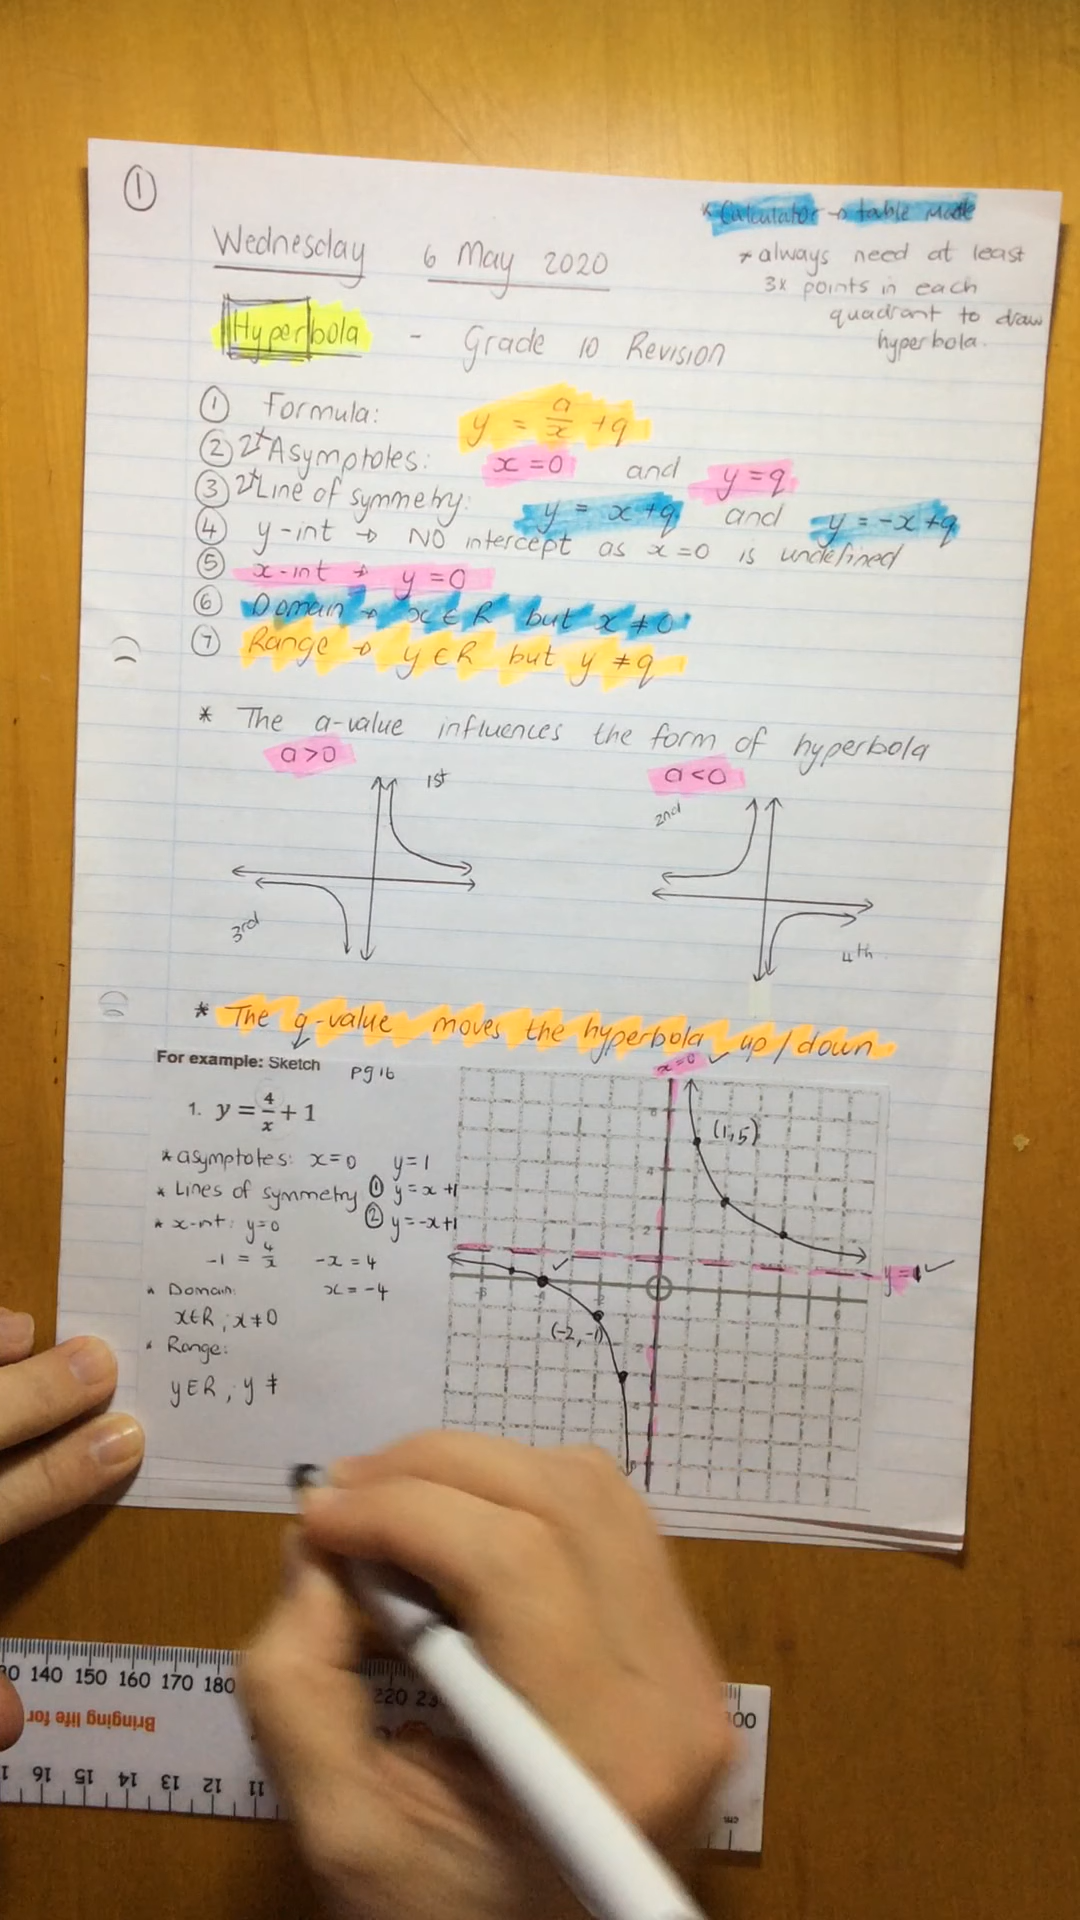 ①
* Calculator → table mode
* always need at least
3x points in each
quadrant to draw
hyperbola.
Wednesday 6 May 2020
Hyperbola - Grade 10 Revision
① Formula: y = a/x + q
② 2* Asymptotes: x = 0 and y = q
③ 2* Line of symmetry: y = x + q and y = -x + q
④ y-int → NO intercept as x = 0 is undefined
⑤ x-int → y = 0
⑥ Domain → x ∈ R but x ≠ 0
⑦ Range → y ∈ R but y ≠ q
* The a-value influences the form of hyperbola
a > 0
a < 0
1st
2nd
3rd
4th
* The q-value moves the hyperbola up / down.
For example: Sketch pg 16
1. y = 4/x + 1
* asymptotes: x = 0 y = 1
* Lines of symmetry ① y = x + 1
② y = -x + 1
* x-int: y = 0
-1 = 4/x -x = 4
x = -4
* Domain:
x ∈ R ; x ≠ 0
* Range:
y ∈ R ; y ≠
x = 0
(1,5)
4
2
y =
(-2,-1)
140 150 160 170 180
220
Bringing life for
16 15 14 13 12 11
cm